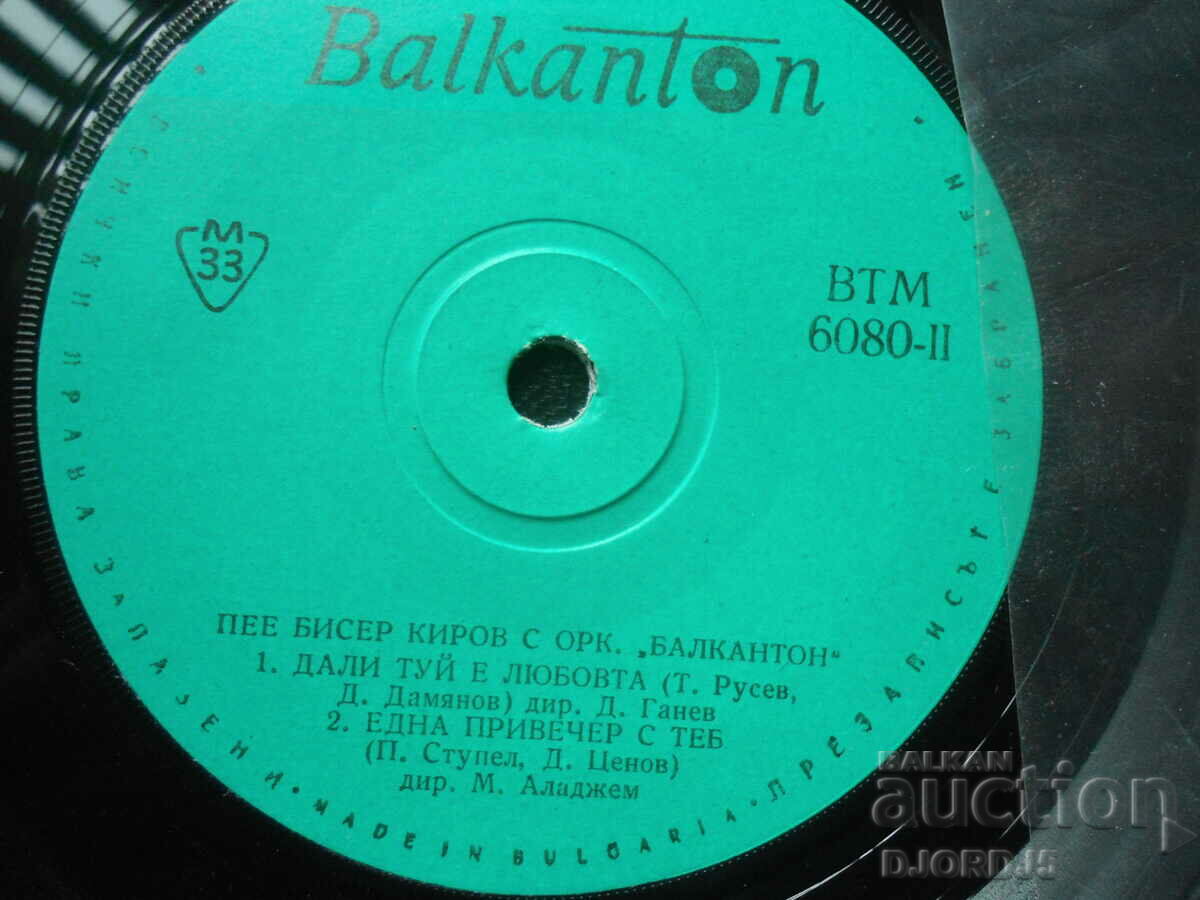 Balkanton
M
33
ВТМ
6080-II
ПЕЕ БИСЕР КИРОВ С ОРК. „БАЛКАНТОН“
1. ДАЛИ ТУЙ Е ЛЮБОВТА (Т. Русев,
Д. Дамянов) дир. Д. Ганев
2. ЕДНА ПРИВЕЧЕР С ТЕБ
(П. Ступел, Д. Ценов)
дир. М. Аладжем
ПРАВА ЗАПАЗЕНИ · MADE IN BULGARIA · ПРЕЗАПИСЪТ Е ЗАБРАНЕН ·
BALKAN
auction
DJORDJ5